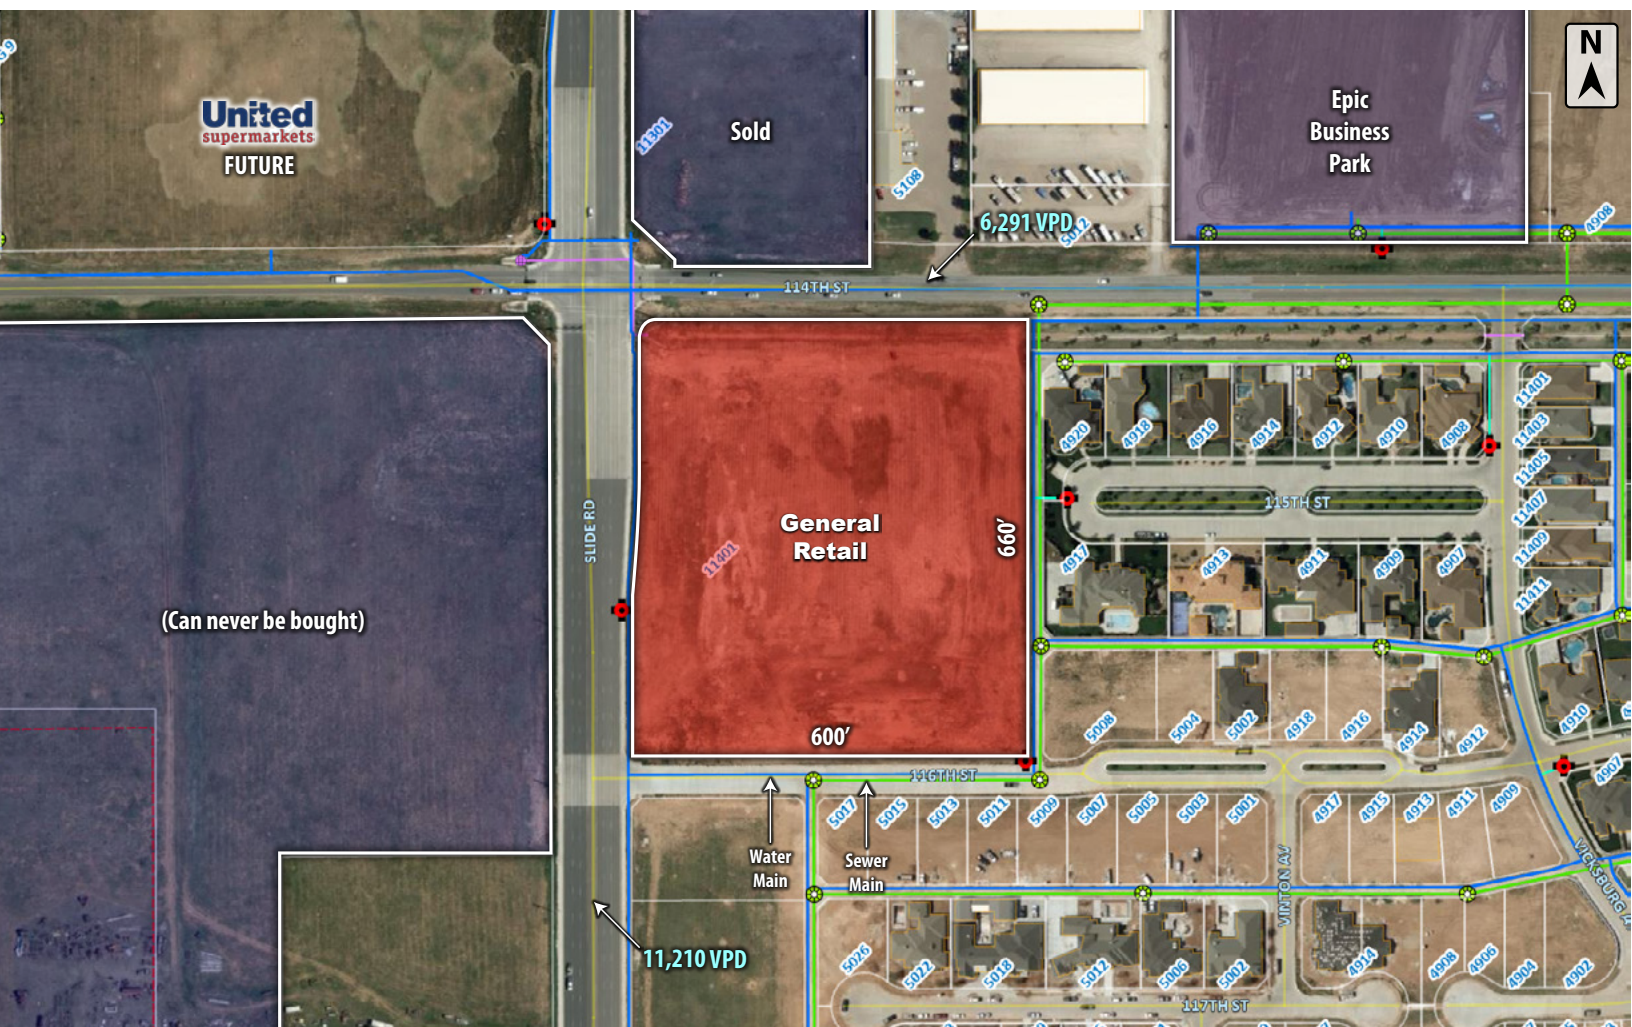 N
S 9
United
supermarkets
FUTURE
11301
Sold
5108
Epic
Business
Park
6,291 VPD
5012
4908
114TH ST
4920
4918
4916
4914
4912
4910
4908
11401
11403
11405
11407
11409
11411
115TH ST
SLIDE RD
General
Retail
11401
660’
600’
4917
4913
4911
4909
4907
(Can never be bought)
5008
5004
5002
4918
4916
4914
4912
4910
4907
116TH ST
5017
5015
5013
5011
5009
5007
5005
5003
5001
4917
4915
4913
4911
4909
Water
Main
Sewer
Main
VINTON AV
VICKSBURG A
11,210 VPD
5026
5022
5018
5012
5006
5002
4914
4908
4906
4904
4902
117TH ST